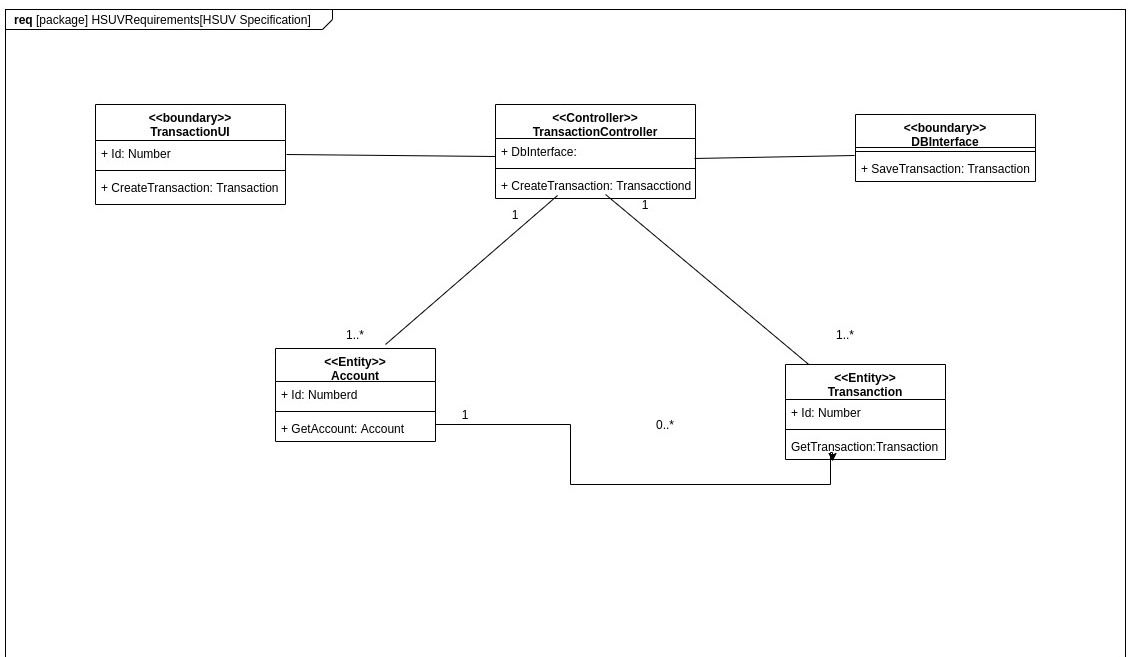 req [package] HSUVRequirements[HSUV Specification]
<<boundary>>
TransactionUI
+ Id: Number
+ CreateTransaction: Transaction
<<Controller>>
TransactionController
+ DbInterface:
+ CreateTransaction: Transacctiond
<<boundary>>
DBInterface
+ SaveTransaction: Transaction
1
1
1..*
1..*
<<Entity>>
Account
+ Id: Numberd
+ GetAccount: Account
1
0..*
<<Entity>>
Transanction
+ Id: Number
GetTransaction:Transaction